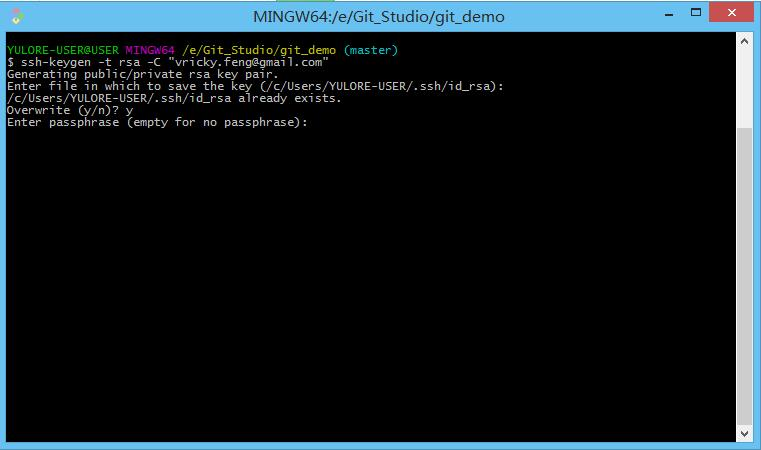 MINGW64:/e/Git_Studio/git_demo
YULORE-USER@USER MINGW64 /e/Git_Studio/git_demo (master)
$ ssh-keygen -t rsa -C "vricky.feng@gmail.com"
Generating public/private rsa key pair.
Enter file in which to save the key (/c/Users/YULORE-USER/.ssh/id_rsa):
/c/Users/YULORE-USER/.ssh/id_rsa already exists.
Overwrite (y/n)? y
Enter passphrase (empty for no passphrase):